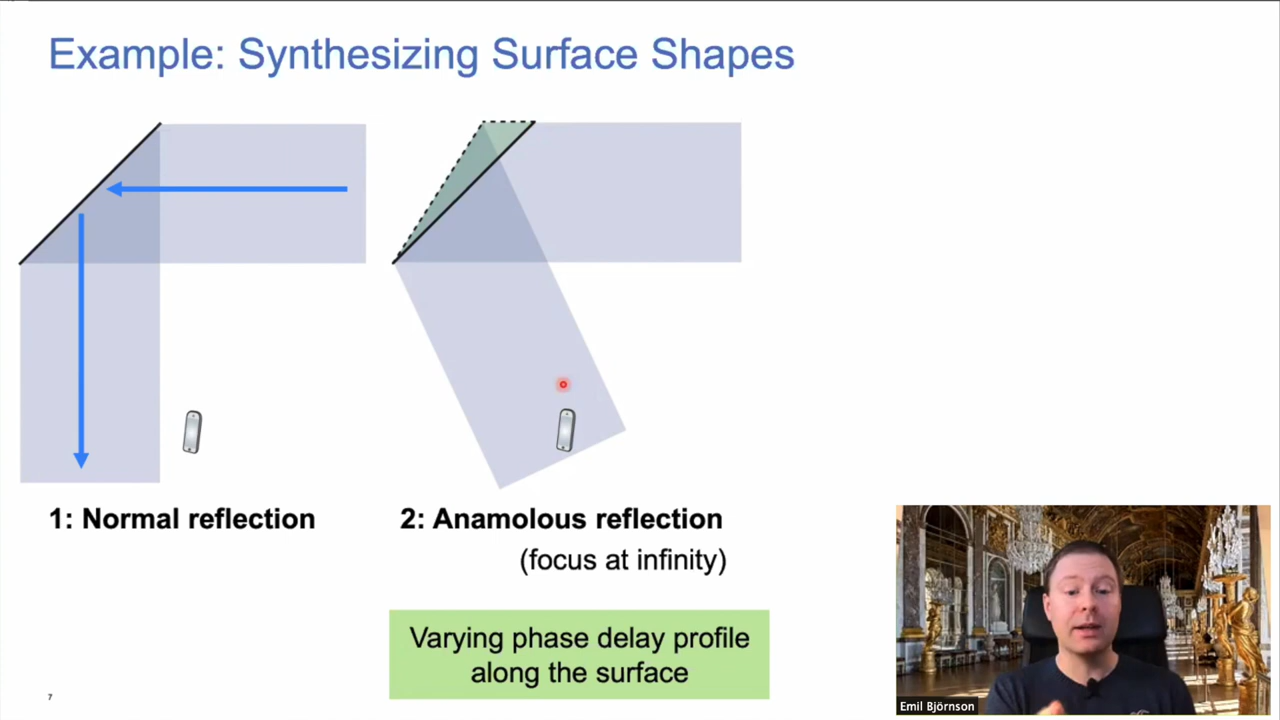 Example: Synthesizing Surface Shapes
1: Normal reflection
2: Anamolous reflection
(focus at infinity)
Varying phase delay profile
along the surface
7
Emil Björnson